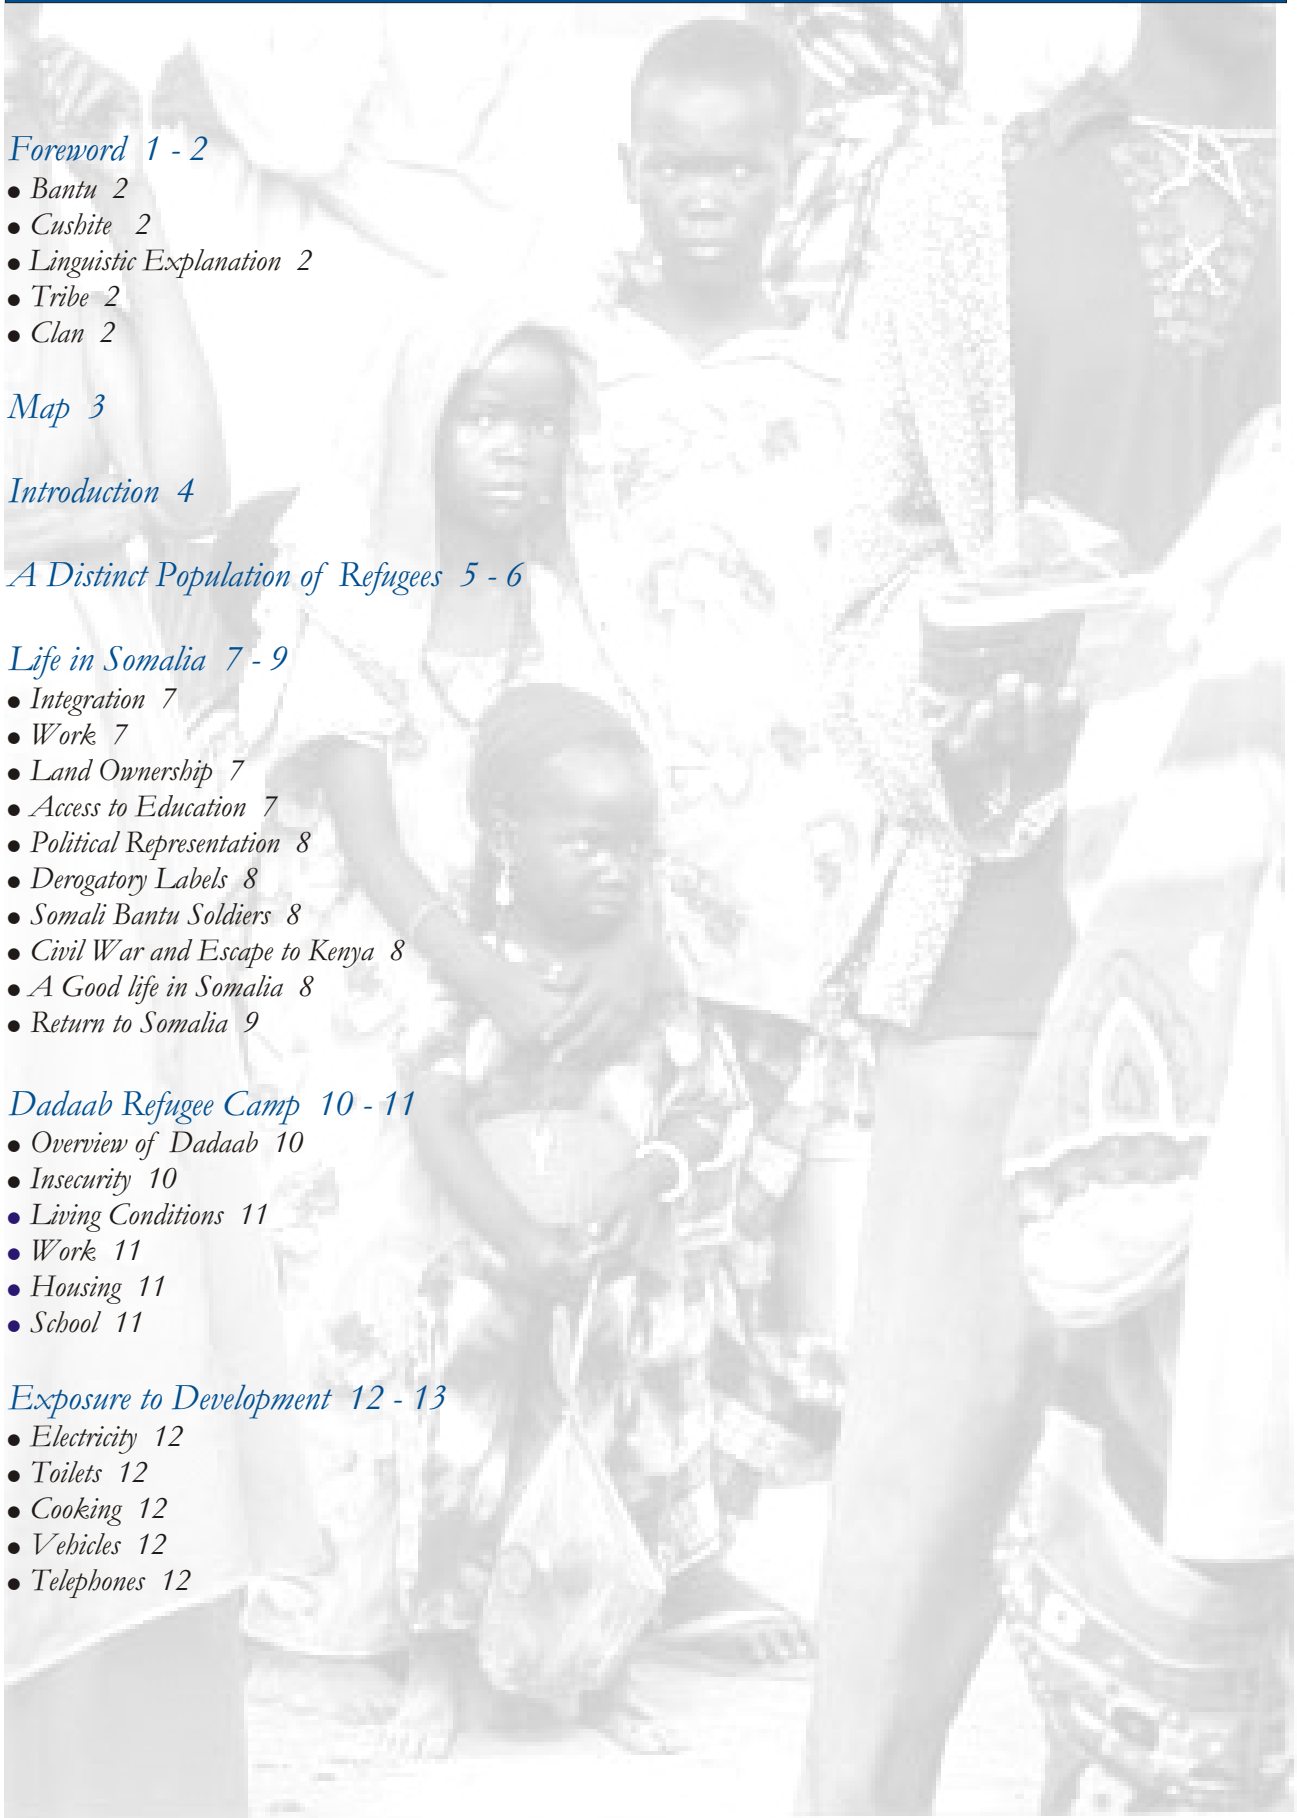 Foreword 1 - 2
● Bantu 2
● Cushite 2
● Linguistic Explanation 2
● Tribe 2
● Clan 2
Map 3
Introduction 4
A Distinct Population of Refugees 5 - 6
Life in Somalia 7 - 9
● Integration 7
● Work 7
● Land Ownership 7
● Access to Education 7
● Political Representation 8
● Derogatory Labels 8
● Somali Bantu Soldiers 8
● Civil War and Escape to Kenya 8
● A Good life in Somalia 8
● Return to Somalia 9
Dadaab Refugee Camp 10 - 11
● Overview of Dadaab 10
● Insecurity 10
● Living Conditions 11
● Work 11
● Housing 11
● School 11
Exposure to Development 12 - 13
● Electricity 12
● Toilets 12
● Cooking 12
● Vehicles 12
● Telephones 12